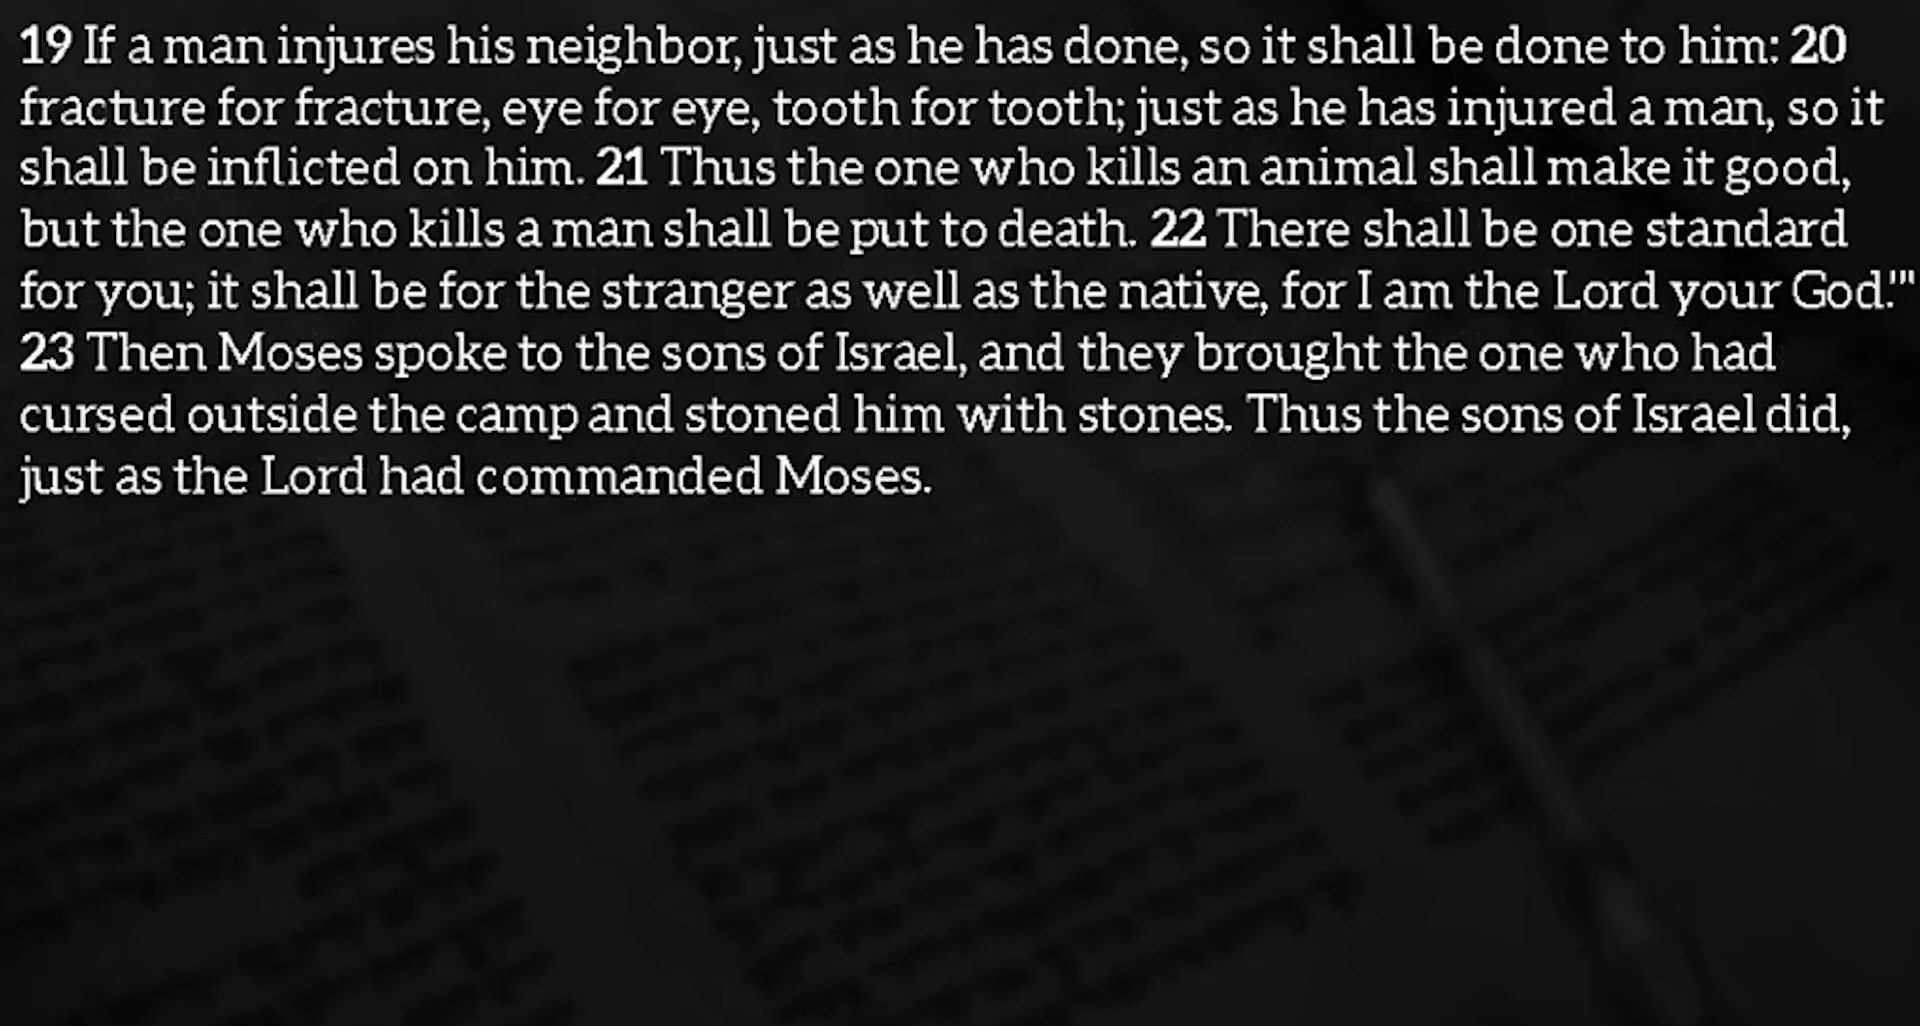 19 If a man injures his neighbor, just as he has done, so it shall be done to him: 20
fracture for fracture, eye for eye, tooth for tooth; just as he has injured a man, so it
shall be inflicted on him. 21 Thus the one who kills an animal shall make it good,
but the one who kills a man shall be put to death. 22 There shall be one standard
for you; it shall be for the stranger as well as the native, for I am the Lord your God.'"
23 Then Moses spoke to the sons of Israel, and they brought the one who had
cursed outside the camp and stoned him with stones. Thus the sons of Israel did,
just as the Lord had commanded Moses.